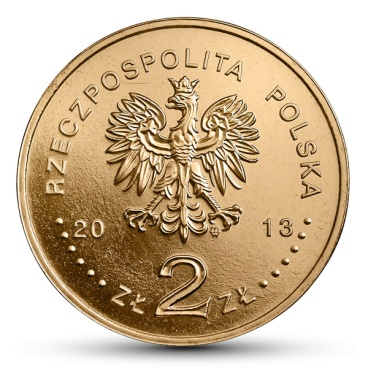 RZECZPOSPOLITA POLSKA
20 13
ZŁ 2 ZŁ